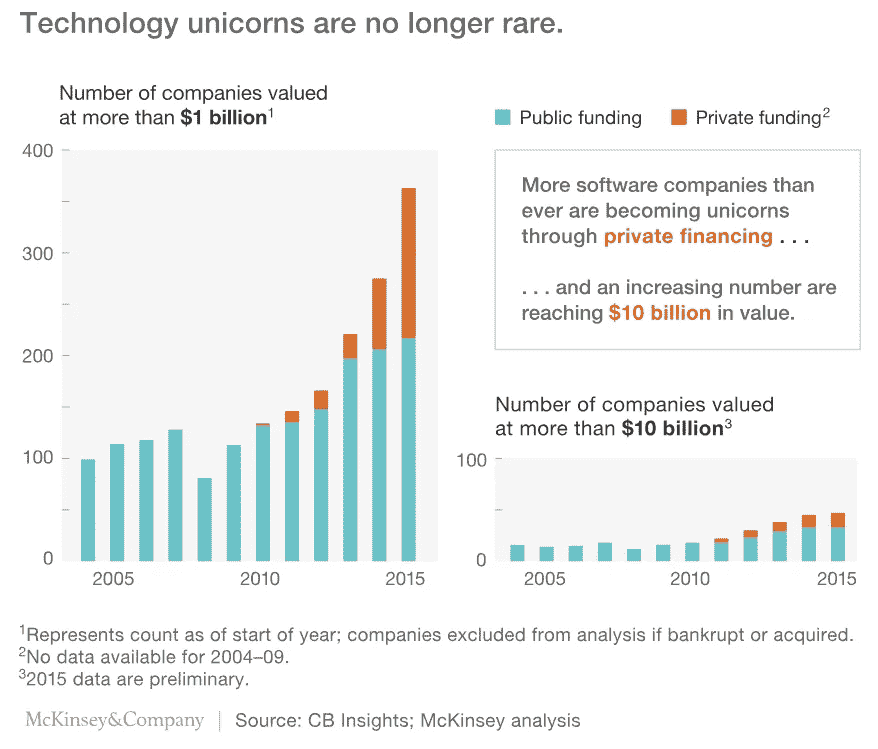 Technology unicorns are no longer rare.
Number of companies valued
at more than $1 billion1
400
300
200
100
0
2005
2010
2015
Public funding
Private funding2
More software companies than
ever are becoming unicorns
through private financing . . .
. . . and an increasing number are
reaching $10 billion in value.
Number of companies valued
at more than $10 billion3
100
0
2005
2010
2015
1Represents count as of start of year; companies excluded from analysis if bankrupt or acquired.
2No data available for 2004–09.
32015 data are preliminary.
McKinsey&Company | Source: CB Insights; McKinsey analysis